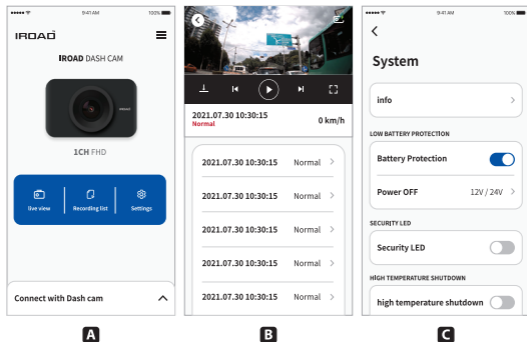 9:41 AM
100%
IROAD
IROAD DASH CAM
1CH FHD
live view
Recording list
Settings
Connect with Dash cam
A
2021.07.30 10:30:15
Normal
0 km/h
2021.07.30 10:30:15 Normal
2021.07.30 10:30:15 Normal
2021.07.30 10:30:15 Normal
2021.07.30 10:30:15 Normal
2021.07.30 10:30:15 Normal
B
9:41 AM
100%
System
info
LOW BATTERY PROTECTION
Battery Protection
Power OFF 12V / 24V
SECURITY LED
Security LED
HIGH TEMPERATURE SHUTDOWN
high temperature shutdown
C